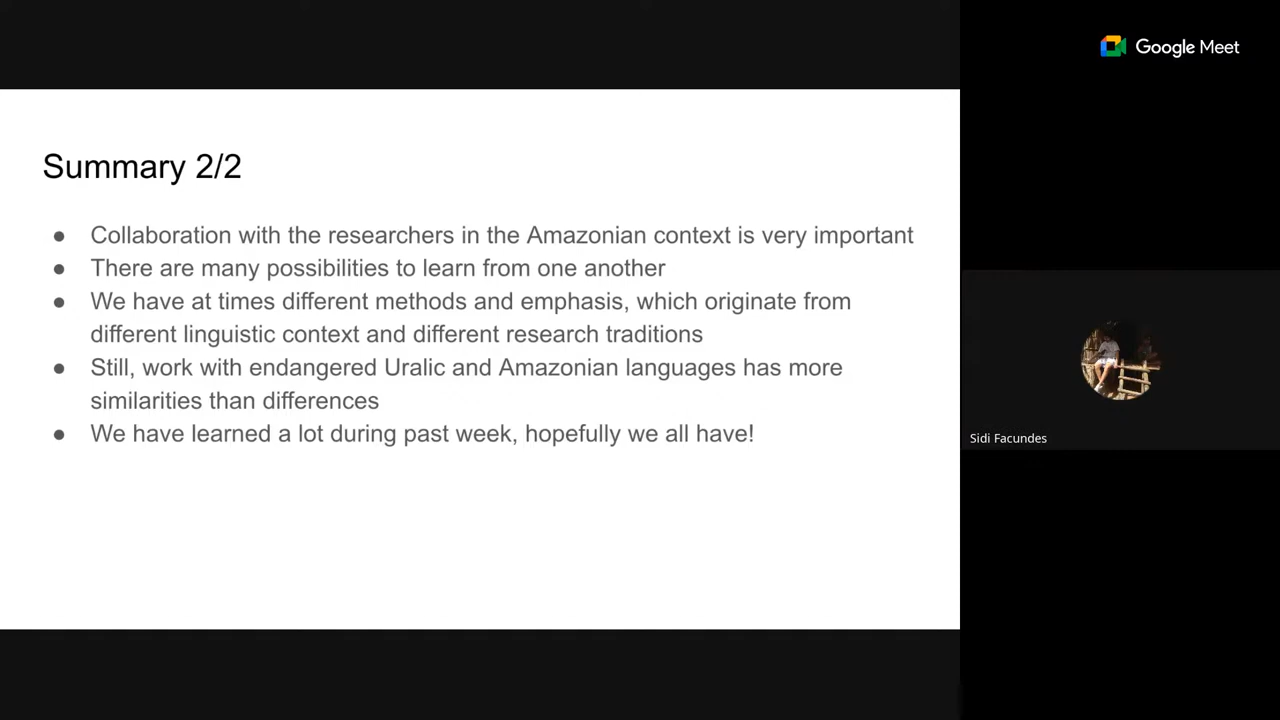 Google Meet
Summary 2/2
● Collaboration with the researchers in the Amazonian context is very important
● There are many possibilities to learn from one another
● We have at times different methods and emphasis, which originate from
different linguistic context and different research traditions
● Still, work with endangered Uralic and Amazonian languages has more
similarities than differences
● We have learned a lot during past week, hopefully we all have!
Sidi Facundes